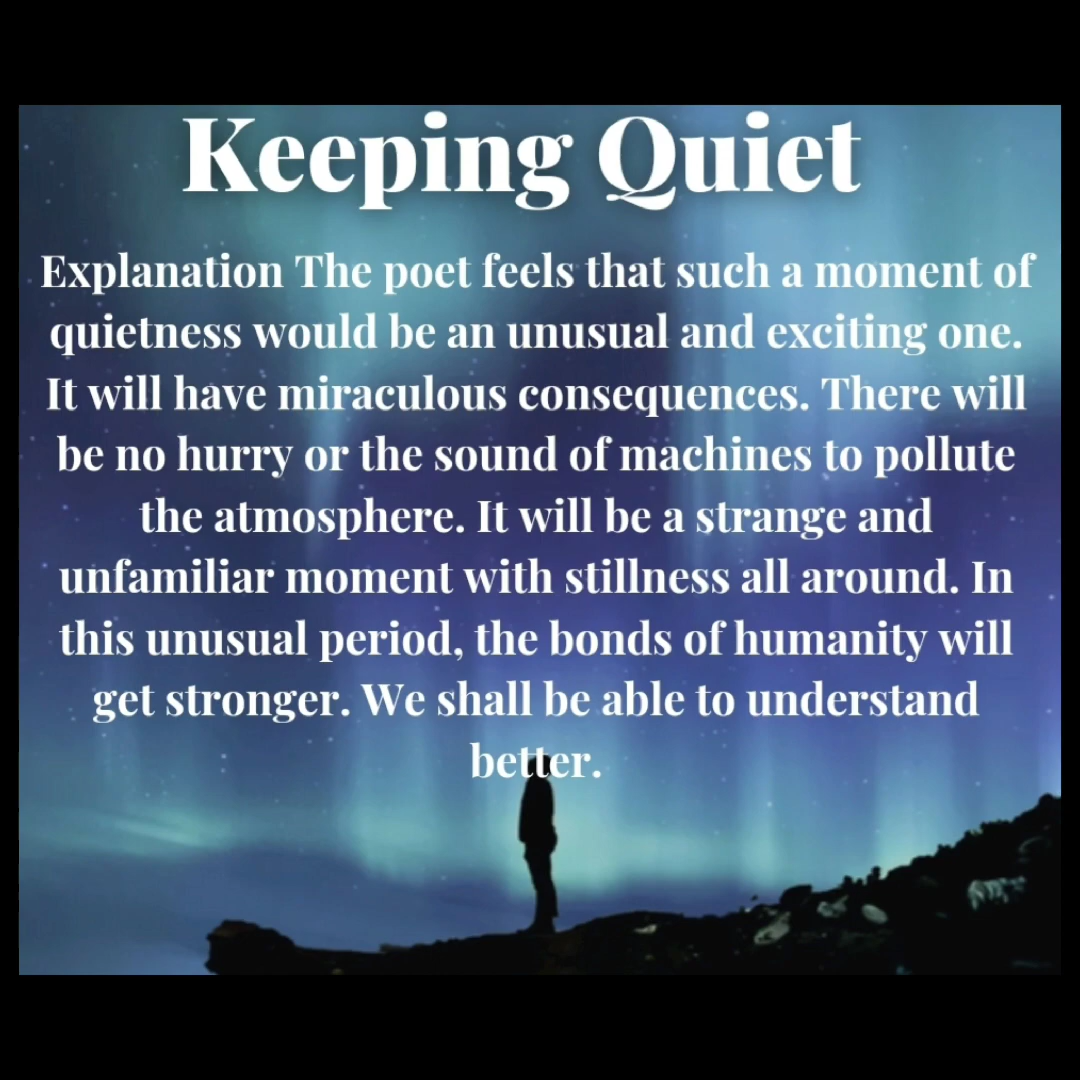 Keeping Quiet
Explanation The poet feels that such a moment of
quietness would be an unusual and exciting one.
It will have miraculous consequences. There will
be no hurry or the sound of machines to pollute
the atmosphere. It will be a strange and
unfamiliar moment with stillness all around. In
this unusual period, the bonds of humanity will
get stronger. We shall be able to understand
better.